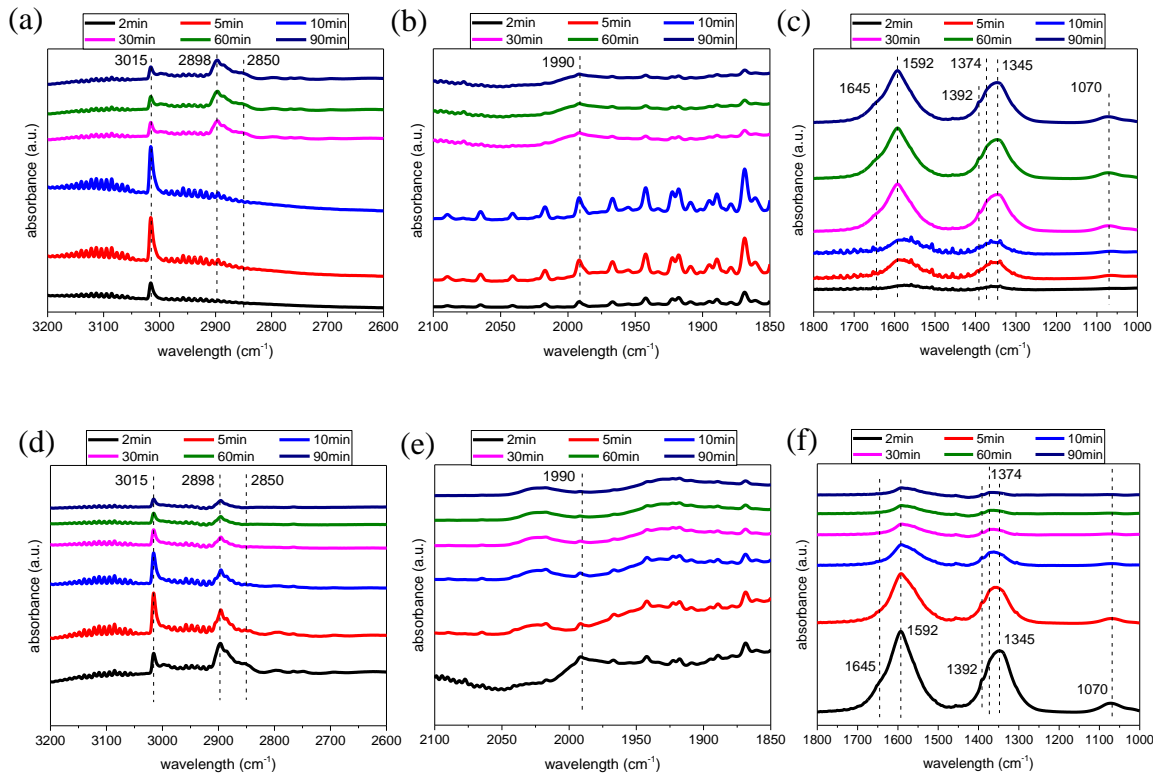 (a)
2min 5min 10min
30min 60min 90min
3015 2898 2850
absorbance (a.u.)
3200 3100 3000 2900 2800 2700 2600
wavelength (cm-1)
(b)
2min 5min 10min
30min 60min 90min
1990
absorbance (a.u.)
2100 2050 2000 1950 1900 1850
wavelength (cm-1)
(c)
2min 5min 10min
30min 60min 90min
1645 1592 1392 1374 1345 1070
absorbance (a.u.)
1800 1700 1600 1500 1400 1300 1200 1100 1000
wavelength (cm-1)
(d)
2min 5min 10min
30min 60min 90min
3015 2898 2850
absorbance (a.u.)
3200 3100 3000 2900 2800 2700 2600
wavelength (cm-1)
(e)
2min 5min 10min
30min 60min 90min
1990
absorbance (a.u.)
2100 2050 2000 1950 1900 1850
wavelength (cm-1)
(f)
2min 5min 10min
30min 60min 90min
1374
1645 1592 1392 1345 1070
absorbance (a.u.)
1800 1700 1600 1500 1400 1300 1200 1100 1000
wavelength (cm-1)